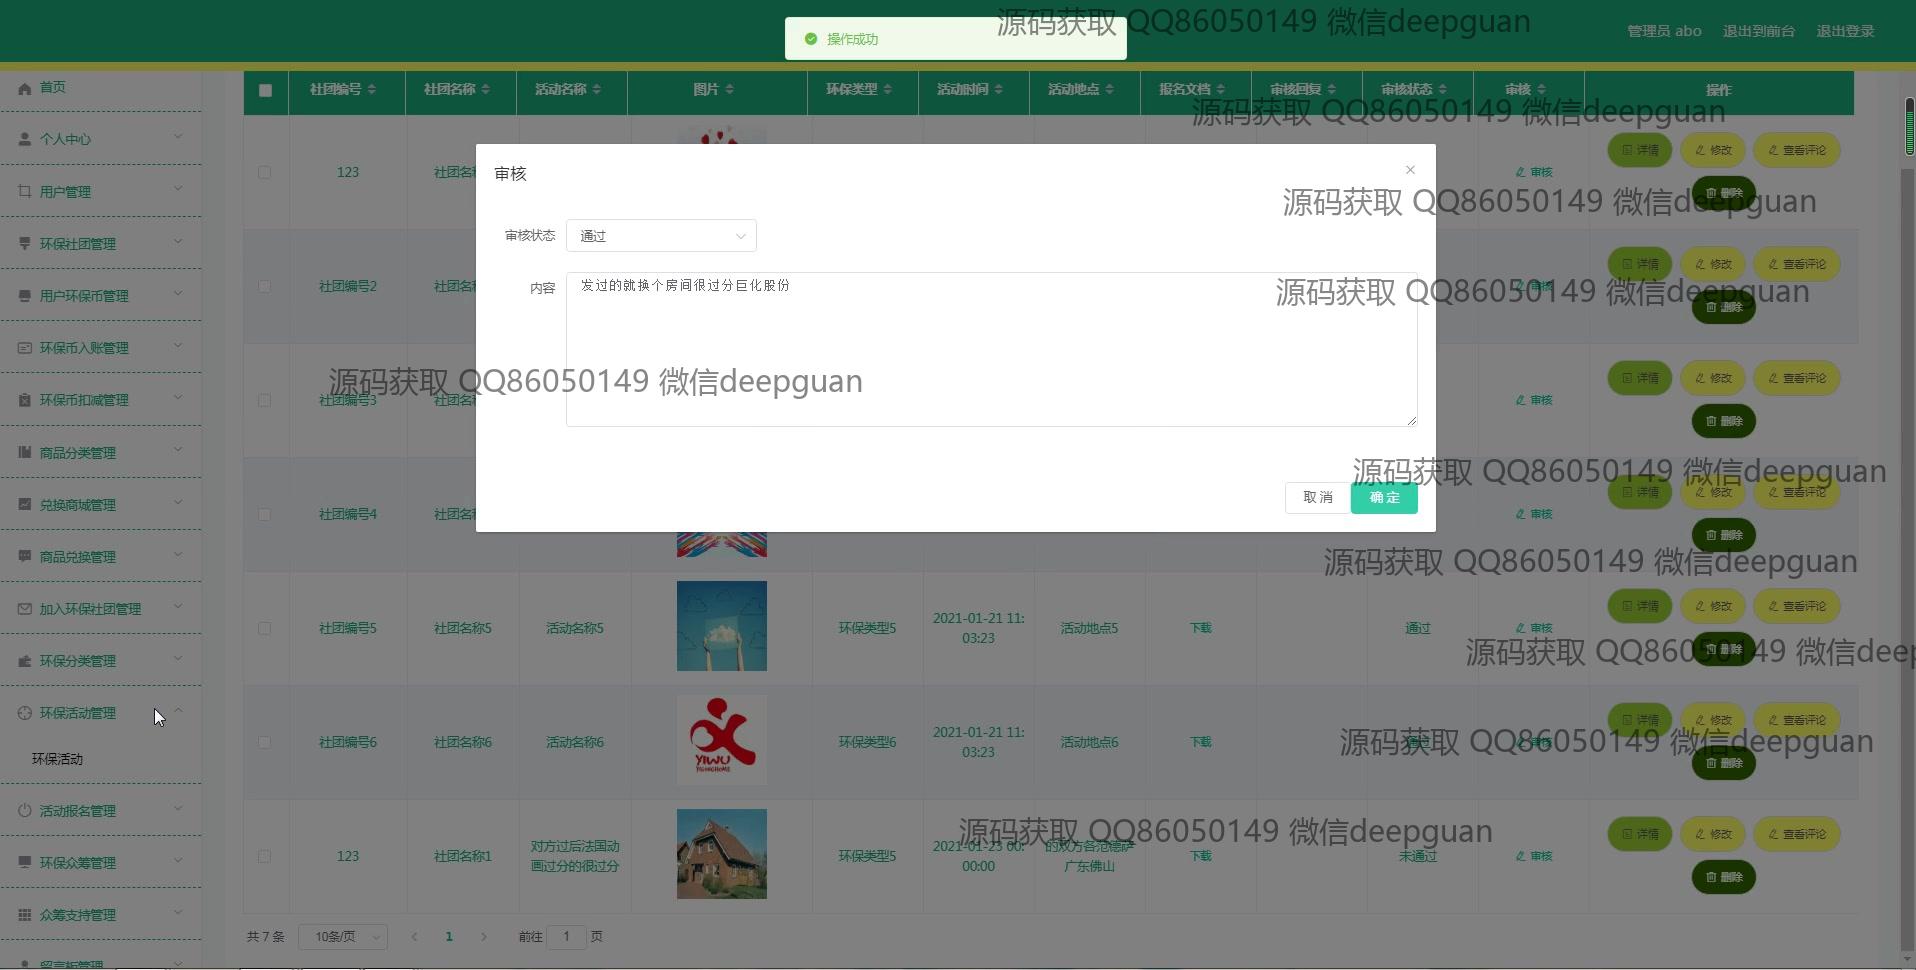 源码获取 QQ86050149 微信deepguan
操作成功
管理员 abo 退出到前台 退出登录
首页
个人中心
用户管理
环保社团管理
用户环保币管理
环保币入账管理
环保币扣减管理
商品分类管理
兑换商城管理
商品兑换管理
加入环保社团管理
环保分类管理
环保活动管理
环保活动
活动报名管理
环保众筹管理
众筹支持管理
留言板管理
社团编号 社团名称 活动名称 图片 环保类型 活动时间 活动地点 报名文档 审核回复 审核状态 审核 操作
源码获取 QQ86050149 微信deepguan
123 社团名称 审核 详情 修改 查看评论
删除
源码获取 QQ86050149 微信deepguan
社团编号2 社团名称 审核 详情 修改 查看评论
删除
源码获取 QQ86050149 微信deepguan
社团编号3 社团名称 审核 详情 修改 查看评论
删除
源码获取 QQ86050149 微信deepguan
社团编号4 社团名称 审核 详情 修改 查看评论
删除
源码获取 QQ86050149 微信deepguan
审核
审核状态 通过
内容 发过的就换个房间很过分巨化股份
取消 确定
源码获取 QQ86050149 微信deepguan
社团编号5 社团名称5 活动名称5 环保类型5 2021-01-21 11:
03:23 活动地点5 下载 通过 审核 详情 修改 查看评论
删除
源码获取 QQ86050149 微信deep
社团编号6 社团名称6 活动名称6 YIWU 环保类型6 2021-01-21 11:
03:23 活动地点6 下载 通过 审核 详情 修改 查看评论
删除
源码获取 QQ86050149 微信deepguan
123 社团名称1 对方过后法国动
画过分的很过分 环保类型5 2021-01-23 00:
00:00 的双方各范德萨
广东佛山 下载 未通过 审核 详情 修改 查看评论
删除
源码获取 QQ86050149 微信deepguan
共 7 条 10条/页 1 前往 1 页